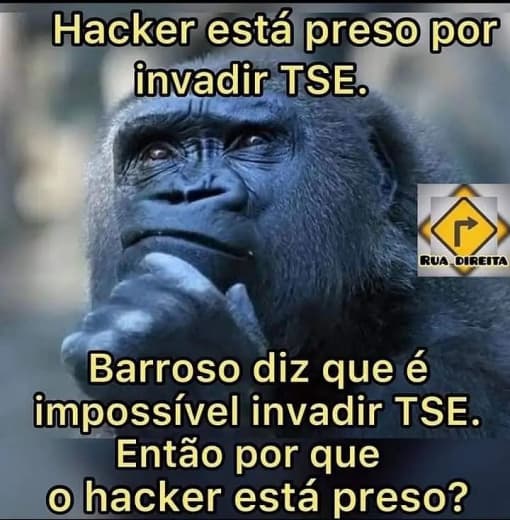 Hacker está preso por
invadir TSE.
RUA DIREITA
Barroso diz que é
impossível invadir TSE.
Então por que
o hacker está preso?